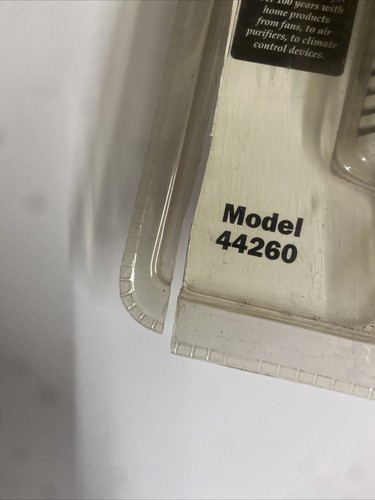 100 years with
home products
from fans, to air
purifiers, to climate
control devices.
Model
44260